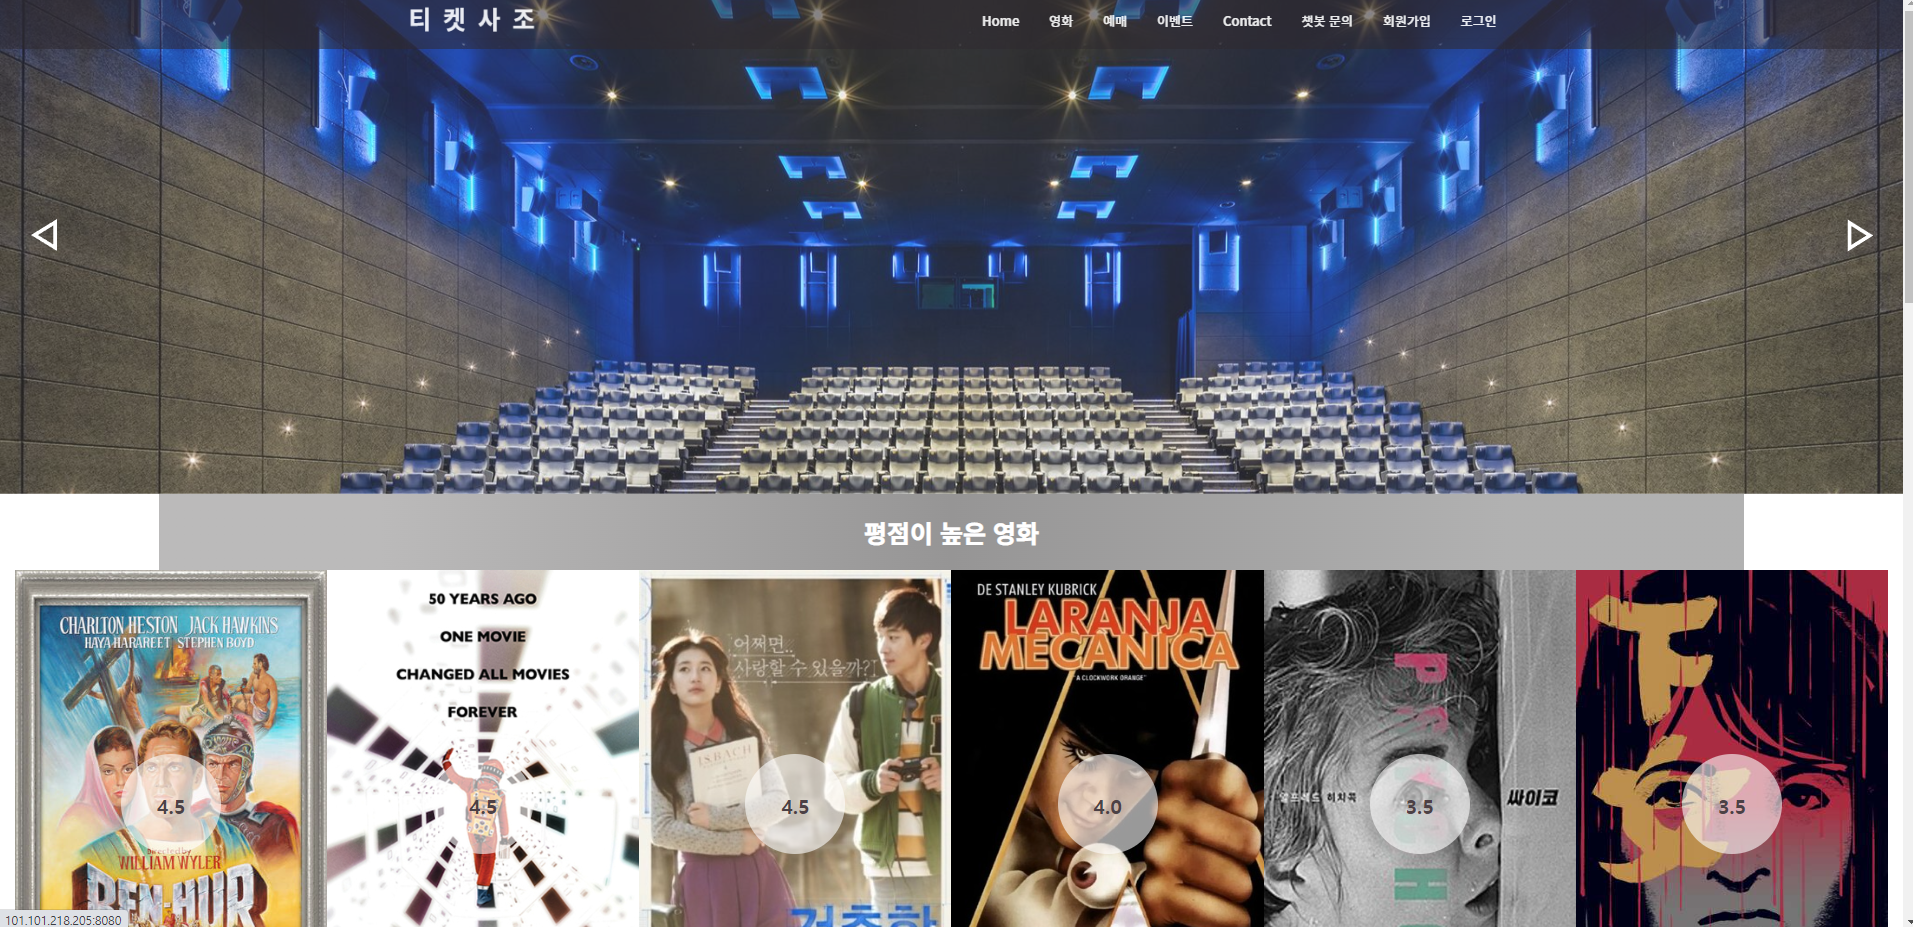 티켓사조
Home 영화 예매 이벤트 Contact 챗봇 문의 회원가입 로그인
평점이 높은 영화
CHARLTON HESTON JACK HAWKINS
HAYA HARAREET STEPHEN BOYD
4.5
Directed by
WILLIAM WYLER
BEN-HUR
50 YEARS AGO
ONE MOVIE
CHANGED ALL MOVIES
FOREVER
4.5
어쩌면..
사랑할 수 있을까?
I.S.BACH
4.5
건축학
DE STANLEY KUBRICK
LARANJA
MECANICA
"A CLOCKWORK ORANGE"
4.0
PSYCHO
알프레드 히치콕
싸이코
3.5
3.5
101.101.218.205:8080